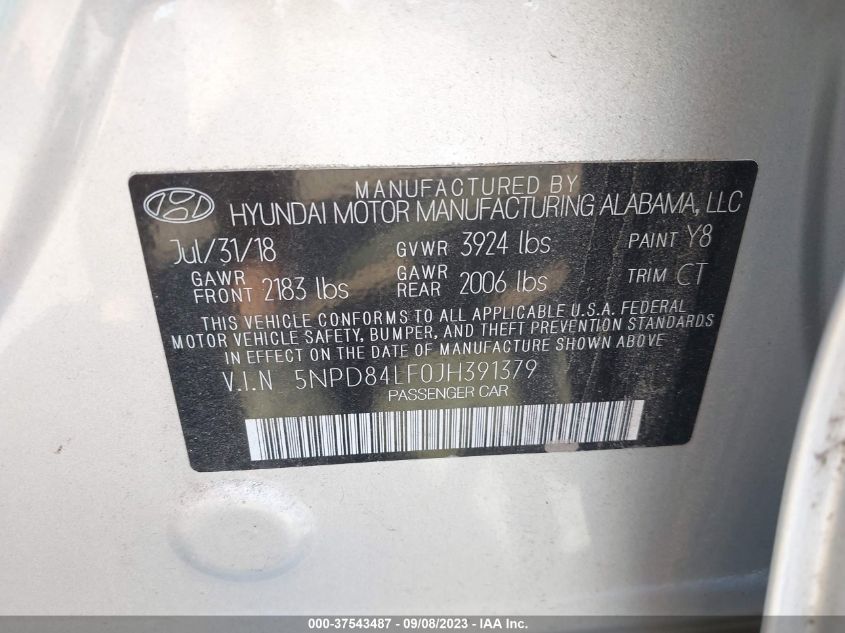 MANUFACTURED BY
HYUNDAI MOTOR MANUFACTURING ALABAMA, LLC
Jul/31/18 GVWR 3924 lbs PAINT Y8
GAWR FRONT 2183 lbs GAWR REAR 2006 lbs TRIM CT
THIS VEHICLE CONFORMS TO ALL APPLICABLE U.S.A. FEDERAL
MOTOR VEHICLE SAFETY, BUMPER, AND THEFT PREVENTION STANDARDS
IN EFFECT ON THE DATE OF MANUFACTURE SHOWN ABOVE
V.I.N 5NPD84LF0JH391379
PASSENGER CAR
000-37543487 - 09/08/2023 - IAAI.COM